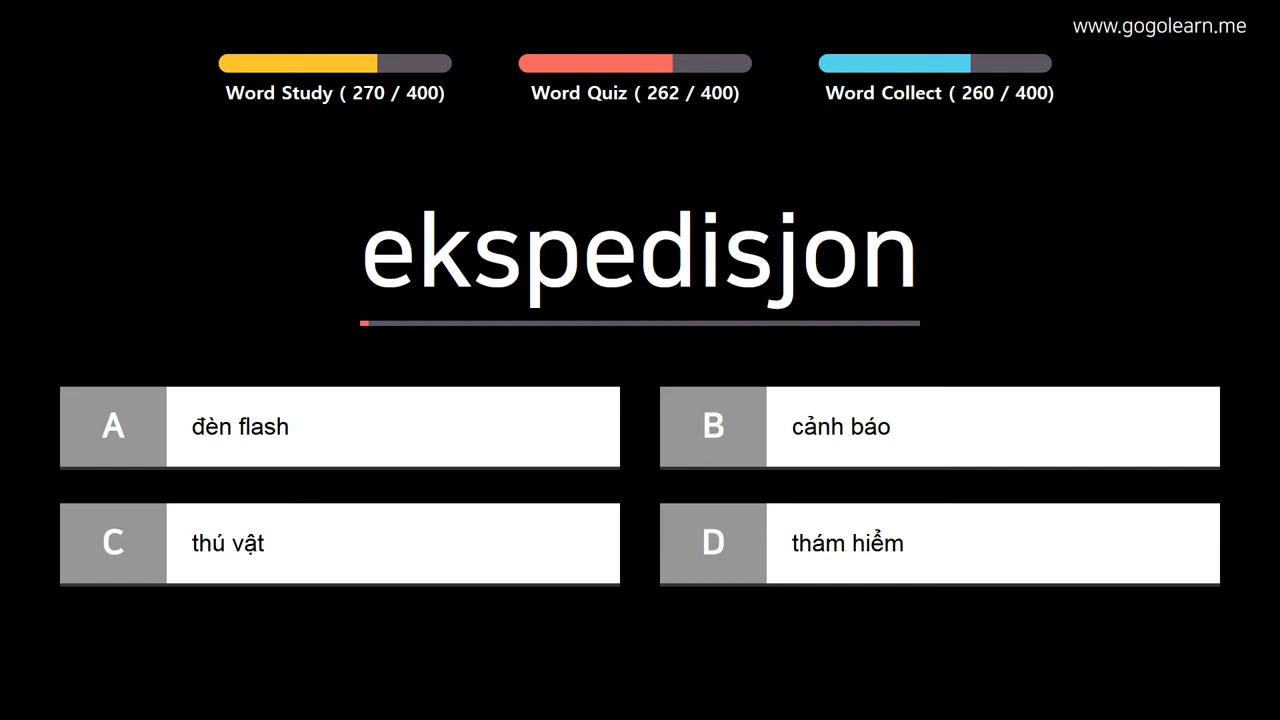 www.gogolearn.me
Word Study ( 270 / 400)
Word Quiz ( 262 / 400)
Word Collect ( 260 / 400)
ekspedisjon
A đèn flash
B cảnh báo
C thú vật
D thám hiểm